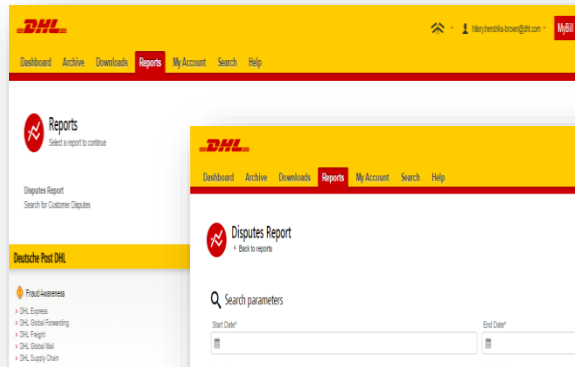 DHL
hilary.hendriks-brown@dhl.com
MyBill
Dashboard Archive Downloads Reports My Account Search Help
Reports
Select a report to continue
Disputes Report
Search for Customer Disputes
Deutsche Post DHL
Fraud Awareness
DHL Express
DHL Global Forwarding
DHL Freight
DHL Global Mail
DHL Supply Chain
DHL
Dashboard Archive Downloads Reports My Account Search Help
Disputes Report
< Back to reports
Search parameters
Start Date* End Date*